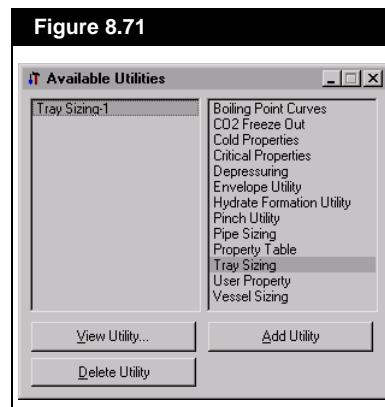 Figure 8.71
Available Utilities
Tray Sizing-1
Boiling Point Curves
CO2 Freeze Out
Cold Properties
Critical Properties
Depressuring
Envelope Utility
Hydrate Formation Utility
Pinch Utility
Pipe Sizing
Property Table
Tray Sizing
User Property
Vessel Sizing
View Utility...
Add Utility
Delete Utility